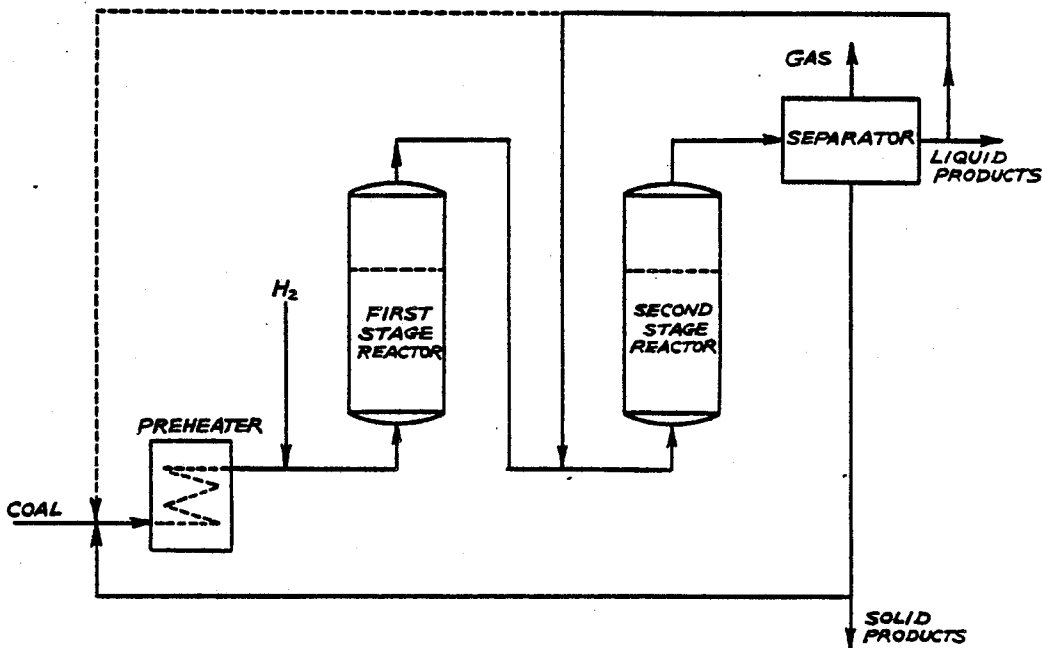 GAS
SEPARATOR
LIQUID
PRODUCTS
H₂
FIRST
STAGE
REACTOR
SECOND
STAGE
REACTOR
PREHEATER
COAL
SOLID
PRODUCTS